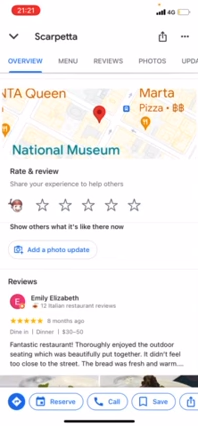 21:21
4G
Scarpetta
OVERVIEW MENU REVIEWS PHOTOS UPDA
NTA Queen
Marta
Pizza • ฿฿
National Museum
Rate & review
Share your experience to help others
Show others what it's like there now
Add a photo update
Reviews
Emily Elizabeth
12 Italian restaurant reviews
8 months ago
Dine in | Dinner | $30–50
Fantastic restaurant! Thoroughly enjoyed the outdoor
seating which was beautifully put together. It didn't feel
too close to the street. The bread was fresh and warm....
Reserve
Call
Save